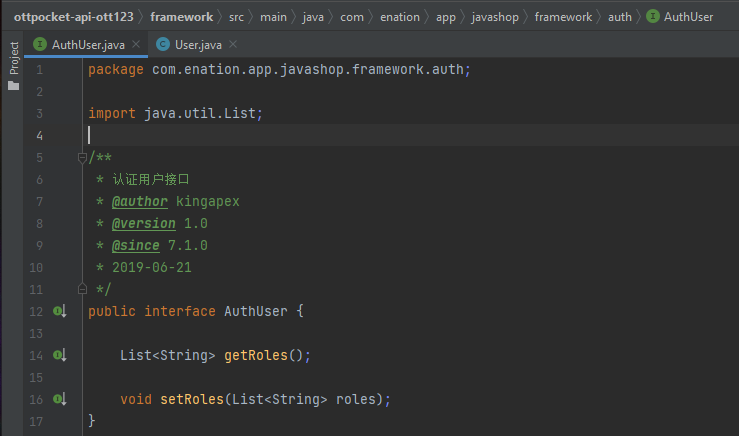 ottpocket-api-ott123 > framework > src > main > java > com > enation > app > javashop > framework > auth > AuthUser
Project
AuthUser.java × User.java ×
1 package com.enation.app.javashop.framework.auth;
2
3 import java.util.List;
4
5 /**
6 * 认证用户接口
7 * @author kingapex
8 * @version 1.0
9 * @since 7.1.0
10 * 2019-06-21
11 */
12 public interface AuthUser {
13
14 List<String> getRoles();
15
16 void setRoles(List<String> roles);
17 }